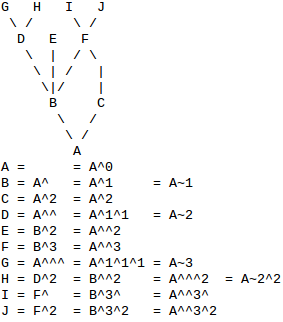 G   H   I   J
 \ /     \ /
  D   E   F
   \  |  / \
    \ | /   |
     \|/    |
      B     C
       \   /
        \ /
         A
A =      = A^0
B = A^   = A^1     = A~1
C = A^2  = A^2
D = A^^  = A^1^1   = A~2
E = B^2  = A^^2
F = B^3  = A^^3
G = A^^^ = A^1^1^1 = A~3
H = D^2  = B^^2    = A^^^2  = A~2^2
I = F^   = B^3^    = A^^3^
J = F^2  = B^3^2   = A^^3^2